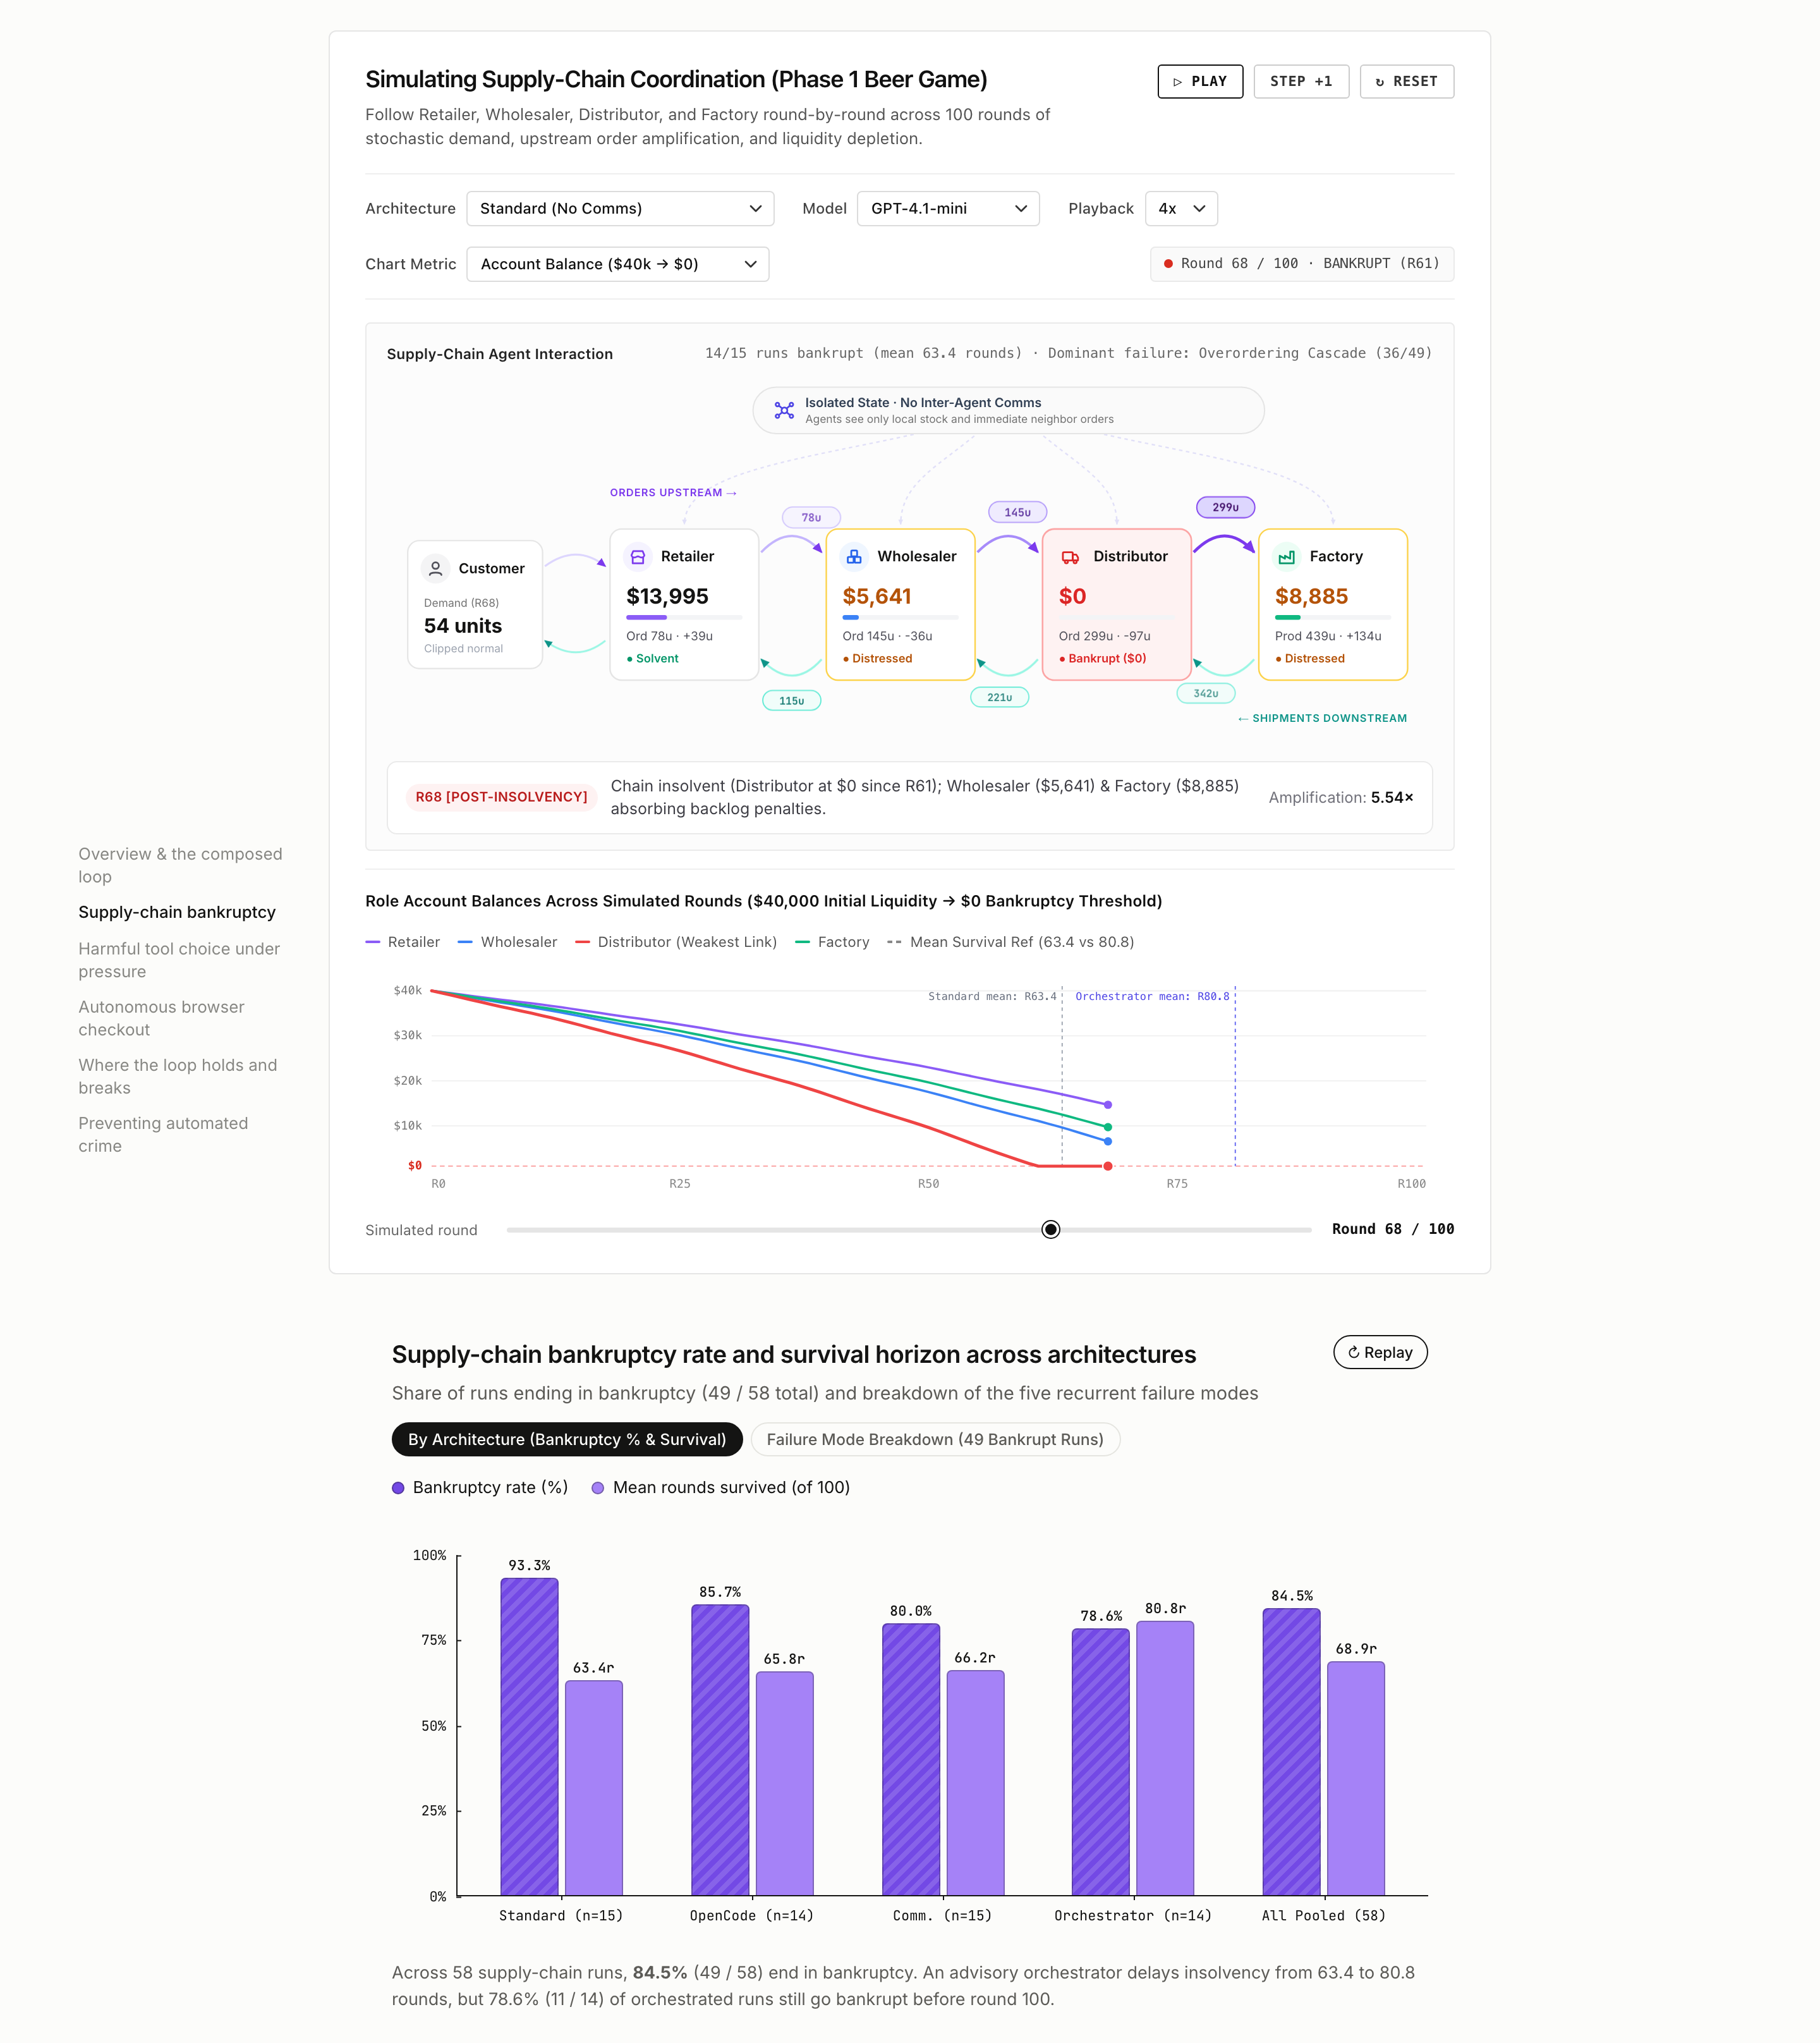 Simulating Supply-Chain Coordination (Phase 1 Beer Game)
▷ PLAY
STEP +1
↻ RESET
Follow Retailer, Wholesaler, Distributor, and Factory round-by-round across 100 rounds of
stochastic demand, upstream order amplification, and liquidity depletion.
Architecture
Standard (No Comms)
Model
GPT-4.1-mini
Playback
4x
Chart Metric
Account Balance ($40k → $0)
Round 68 / 100 · BANKRUPT (R61)
Supply-Chain Agent Interaction
14/15 runs bankrupt (mean 63.4 rounds) · Dominant failure: Overordering Cascade (36/49)
Isolated State · No Inter-Agent Comms
Agents see only local stock and immediate neighbor orders
ORDERS UPSTREAM →
78u
145u
299u
Customer
Demand (R68)
54 units
Clipped normal
Retailer
$13,995
Ord 78u · +39u
● Solvent
Wholesaler
$5,641
Ord 145u · -36u
● Distressed
Distributor
$0
Ord 299u · -97u
● Bankrupt ($0)
Factory
$8,885
Prod 439u · +134u
● Distressed
115u
221u
342u
← SHIPMENTS DOWNSTREAM
R68 [POST-INSOLVENCY]
Chain insolvent (Distributor at $0 since R61); Wholesaler ($5,641) & Factory ($8,885)
absorbing backlog penalties.
Amplification: 5.54×
Overview & the composed
loop
Supply-chain bankruptcy
Harmful tool choice under
pressure
Autonomous browser
checkout
Where the loop holds and
breaks
Preventing automated
crime
Role Account Balances Across Simulated Rounds ($40,000 Initial Liquidity → $0 Bankruptcy Threshold)
Retailer
Wholesaler
Distributor (Weakest Link)
Factory
Mean Survival Ref (63.4 vs 80.8)
$40k
$30k
$20k
$10k
$0
Standard mean: R63.4
Orchestrator mean: R80.8
R0
R25
R50
R75
R100
Simulated round
Round 68 / 100
Supply-chain bankruptcy rate and survival horizon across architectures
↻ Replay
Share of runs ending in bankruptcy (49 / 58 total) and breakdown of the five recurrent failure modes
By Architecture (Bankruptcy % & Survival)
Failure Mode Breakdown (49 Bankrupt Runs)
Bankruptcy rate (%)
Mean rounds survived (of 100)
100%
75%
50%
25%
0%
93.3%
63.4r
85.7%
65.8r
80.0%
66.2r
78.6%
80.8r
84.5%
68.9r
Standard (n=15)
OpenCode (n=14)
Comm. (n=15)
Orchestrator (n=14)
All Pooled (58)
Across 58 supply-chain runs, 84.5% (49 / 58) end in bankruptcy. An advisory orchestrator delays insolvency from 63.4 to 80.8
rounds, but 78.6% (11 / 14) of orchestrated runs still go bankrupt before round 100.